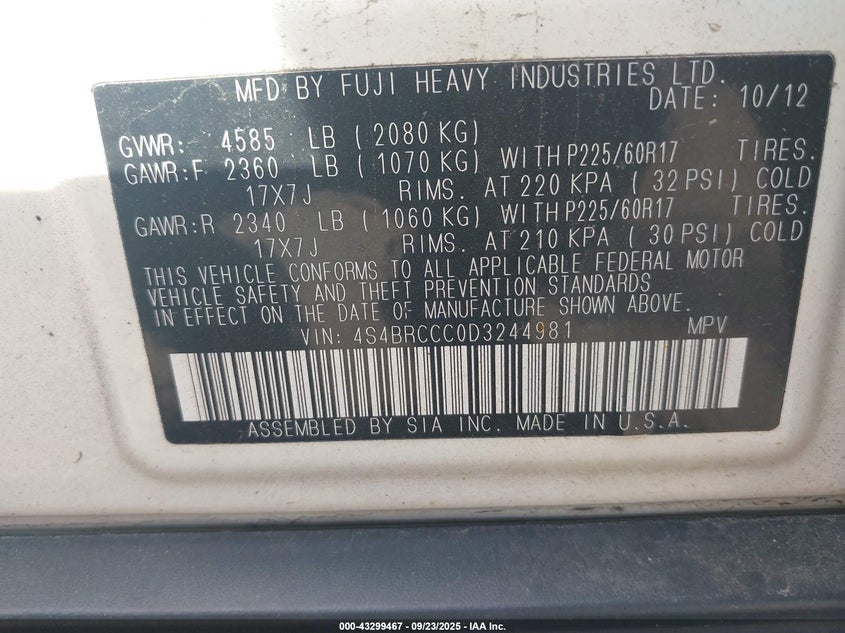 MFD BY FUJI HEAVY INDUSTRIES LTD.
DATE: 10/12
GVWR: 4585 LB (2080 KG)
GAWR:F 2360 LB (1070 KG) WITH P225/60R17 TIRES.
17X7J RIMS. AT 220 KPA (32 PSI) COLD
GAWR:R 2340 LB (1060 KG) WITH P225/60R17 TIRES.
17X7J RIMS. AT 210 KPA (30 PSI) COLD
THIS VEHICLE CONFORMS TO ALL APPLICABLE FEDERAL MOTOR
VEHICLE SAFETY AND THEFT PREVENTION STANDARDS
IN EFFECT ON THE DATE OF MANUFACTURE SHOWN ABOVE.
VIN: 4S4BRCCC0D3244981 MPV
ASSEMBLED BY SIA INC. MADE IN U.S.A.
000-43299467 - 09/23/2025 - IAA Inc.